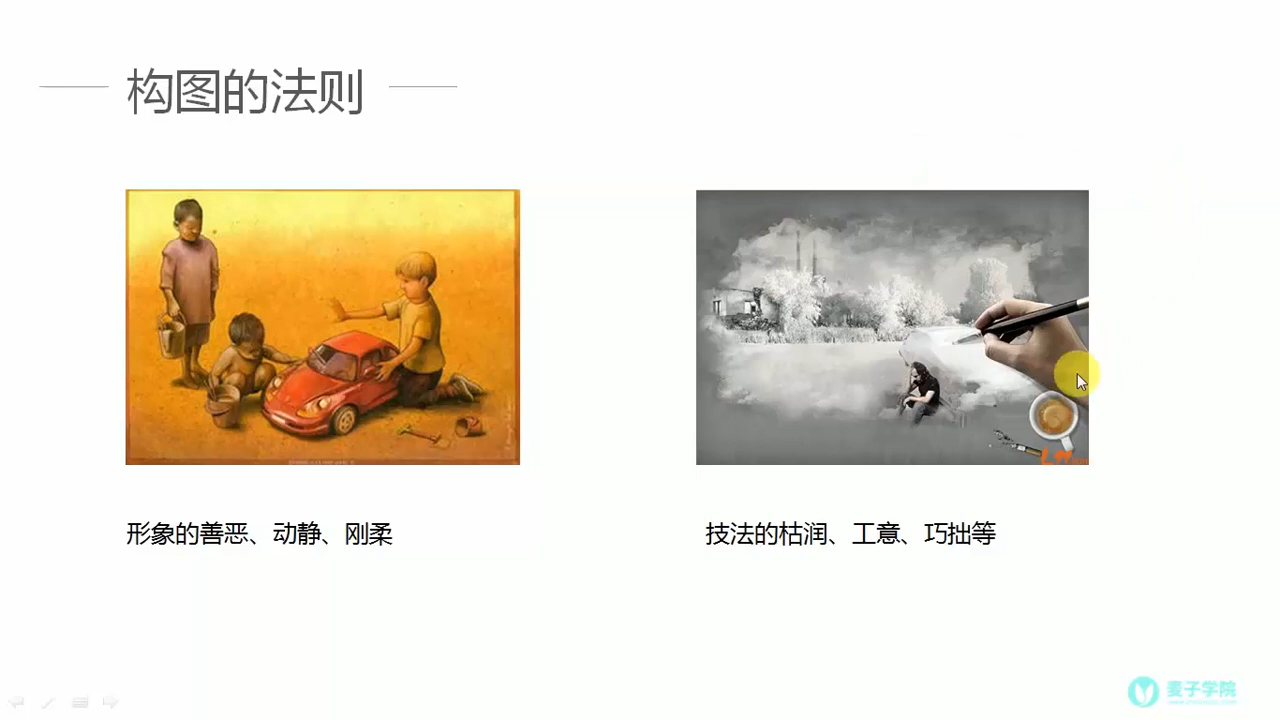 构图的法则
形象的善恶、动静、刚柔
技法的枯润、工意、巧拙等
麦子学院